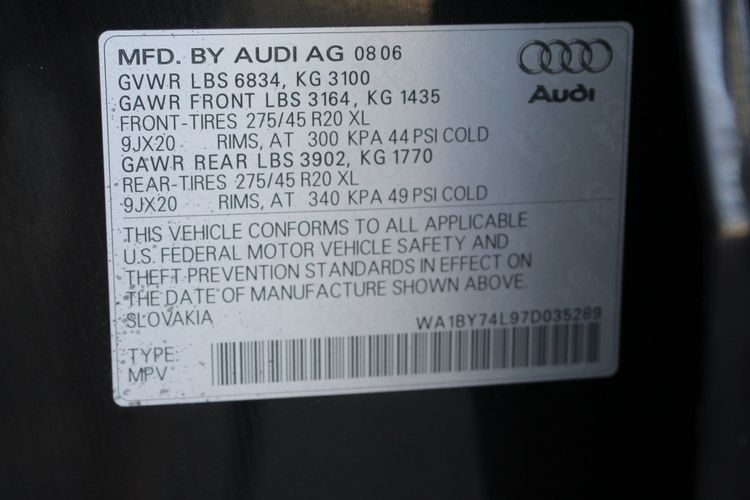 MFD. BY AUDI AG 08 06
GVWR LBS 6834, KG 3100
GAWR FRONT LBS 3164, KG 1435
FRONT-TIRES 275/45 R20 XL
9JX20 RIMS, AT 300 KPA 44 PSI COLD
GAWR REAR LBS 3902, KG 1770
REAR-TIRES 275/45 R20 XL
9JX20 RIMS, AT 340 KPA 49 PSI COLD
Audi
THIS VEHICLE CONFORMS TO ALL APPLICABLE
U.S. FEDERAL MOTOR VEHICLE SAFETY AND
THEFT PREVENTION STANDARDS IN EFFECT ON
THE DATE OF MANUFACTURE SHOWN ABOVE.
SLOVAKIA
WA1BY74L97D035289
TYPE:
MPV